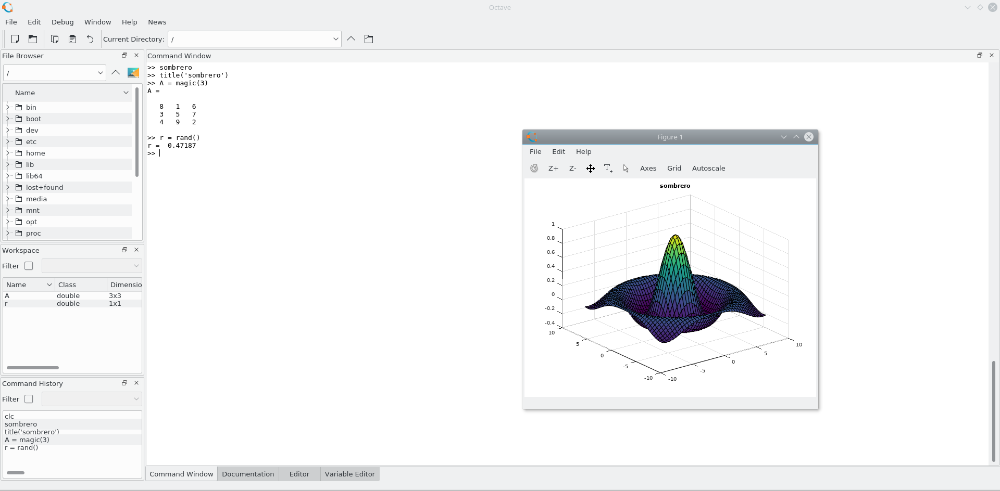 Octave
File Edit Debug Window Help News
Current Directory: /
File Browser
/
Name
bin
boot
dev
etc
home
lib
lib64
lost+found
media
mnt
opt
proc
Workspace
Filter
Name Class Dimensio
A double 3x3
r double 1x1
Command History
Filter
clc
sombrero
title('sombrero')
A = magic(3)
r = rand()
Command Window
>> sombrero
>> title('sombrero')
>> A = magic(3)
A =
8 1 6
3 5 7
4 9 2
>> r = rand()
r = 0.47187
>>
Figure 1
File Edit Help
Z+ Z- T+ Axes Grid Autoscale
sombrero
1
0.8
0.6
0.4
0.2
0
-0.2
-0.4
10
5
0
-5
-10
-10
-5
0
5
10
Command Window Documentation Editor Variable Editor